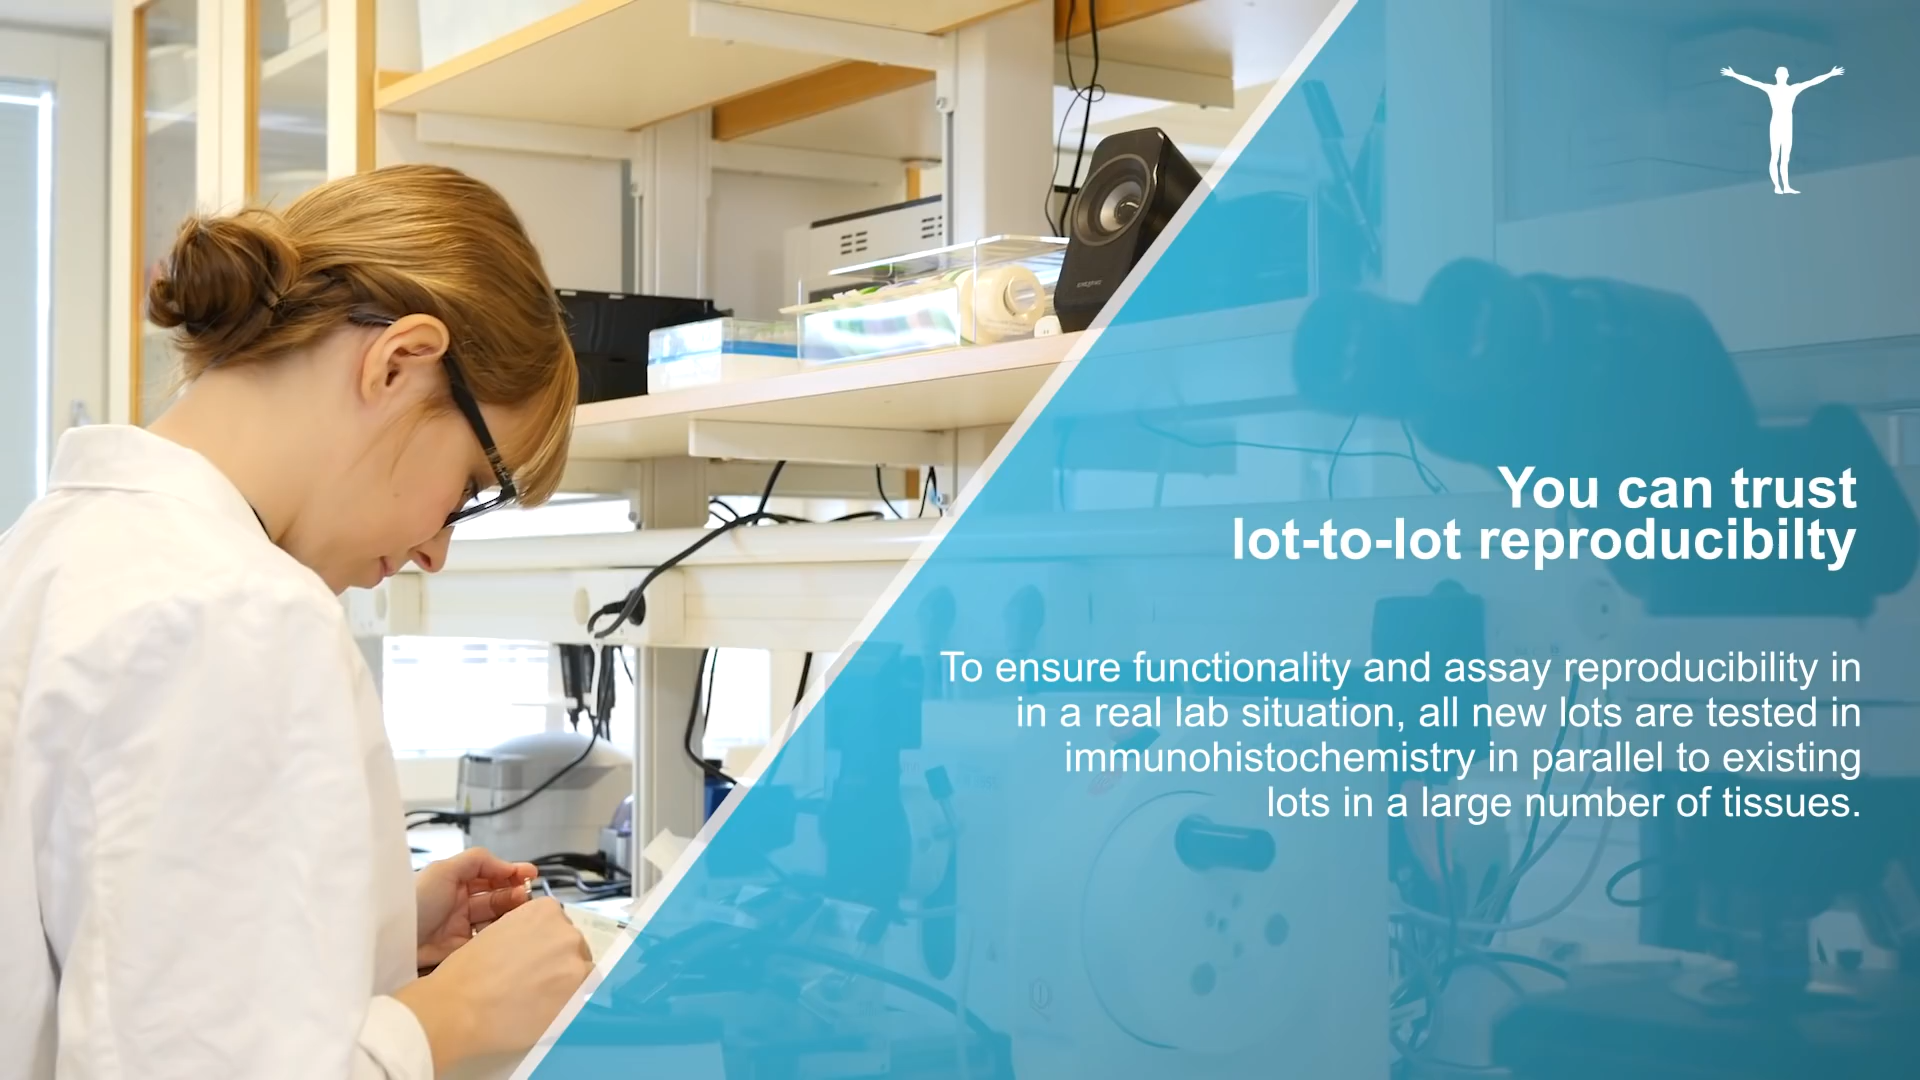 You can trust
lot-to-lot reproducibilty
To ensure functionality and assay reproducibility in
in a real lab situation, all new lots are tested in
immunohistochemistry in parallel to existing
lots in a large number of tissues.